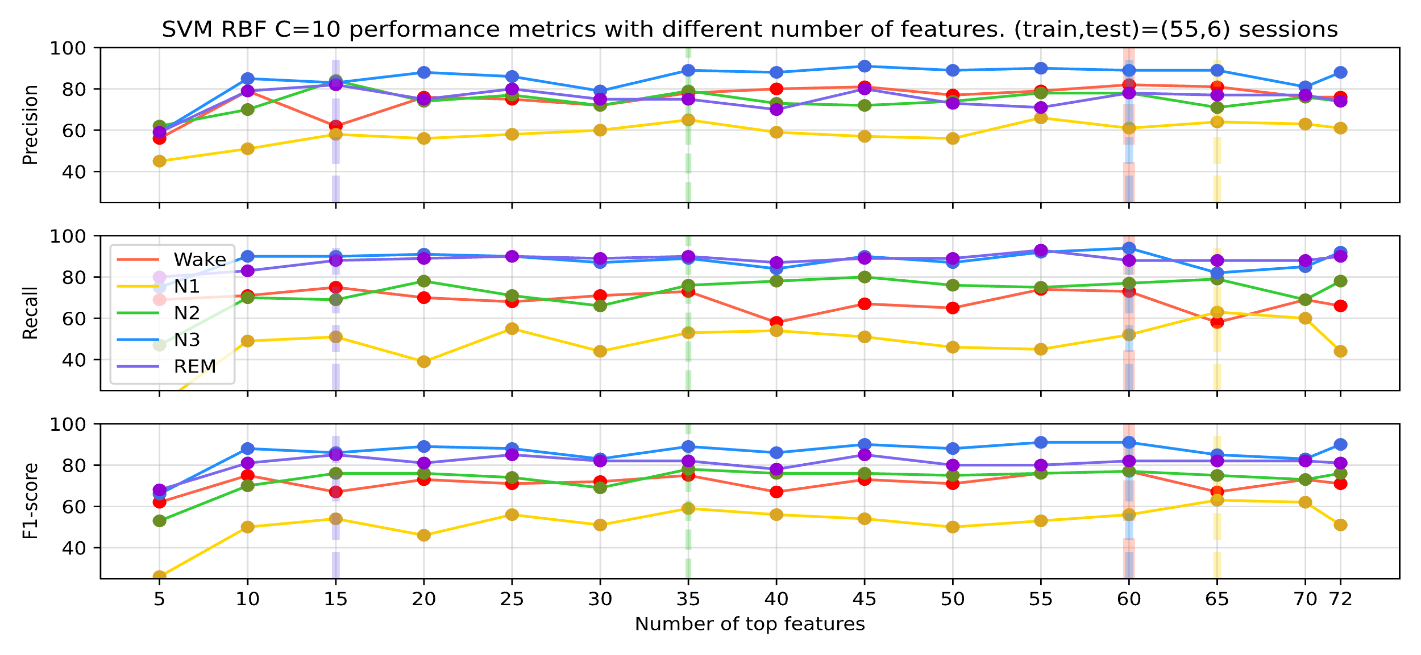 SVM RBF C=10 performance metrics with different number of features. (train,test)=(55,6) sessions
100
80
60
40
Precision
100
80
60
40
Recall
Wake
N1
N2
N3
REM
100
80
60
40
F1-score
5 10 15 20 25 30 35 40 45 50 55 60 65 70 72
Number of top features